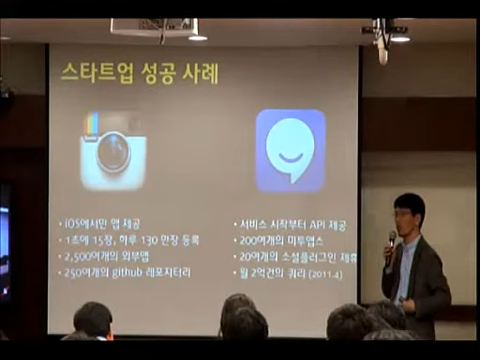 스타트업 성공 사례
• iOS에서만 앱 제공
• 1초에 15장, 하루 130 만장 등록
• 2,500여개의 외부앱
• 250여개의 github 레포지터리
• 서비스 시작부터 API 제공
• 200여개의 미투앱스
• 20여개의 소셜플러그인 제휴
• 월 2억건의 쿼리 (2011.4)